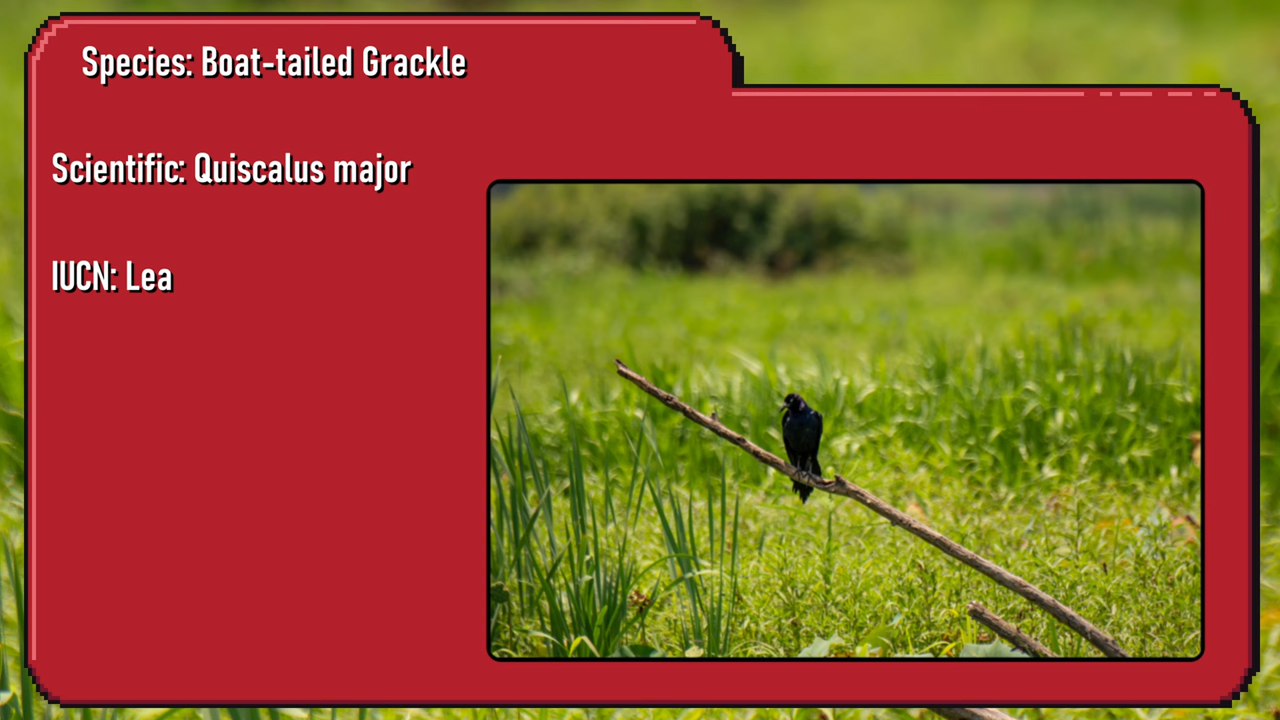 Species: Boat-tailed Grackle
Scientific: Quiscalus major
IUCN: Lea